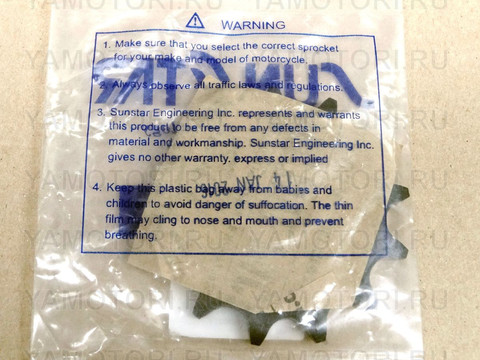 WARNING
1. Make sure that you select the correct sprocket
for your make and model of motorcycle.
2. Always observe all traffic laws and regulations.
3. Sunstar Engineering Inc. represents and warrants
this product to be free from any defects in
material and workmanship. Sunstar Engineering Inc.
gives no other warranty. express or implied
4. Keep this plastic bag away from babies and
children to avoid danger of suffocation. The thin
film may cling to nose and mouth and prevent
breathing.
SUNSTAR
YAMOTORI.RU